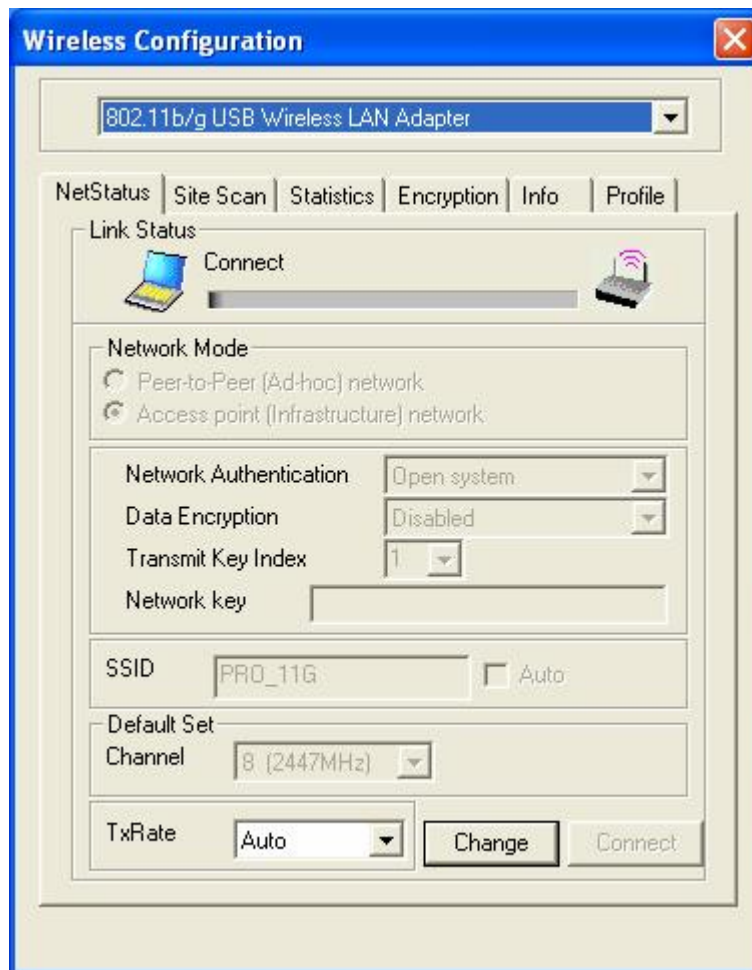 Wireless Configuration
802.11b/g USB Wireless LAN Adapter
NetStatus Site Scan Statistics Encryption Info Profile
Link Status
Connect
Network Mode
Peer-to-Peer (Ad-hoc) network
Access point (Infrastructure) network
Network Authentication Open system
Data Encryption Disabled
Transmit Key Index 1
Network key
SSID PRO_11G Auto
Default Set
Channel 8 (2447MHz)
TxRate Auto Change Connect